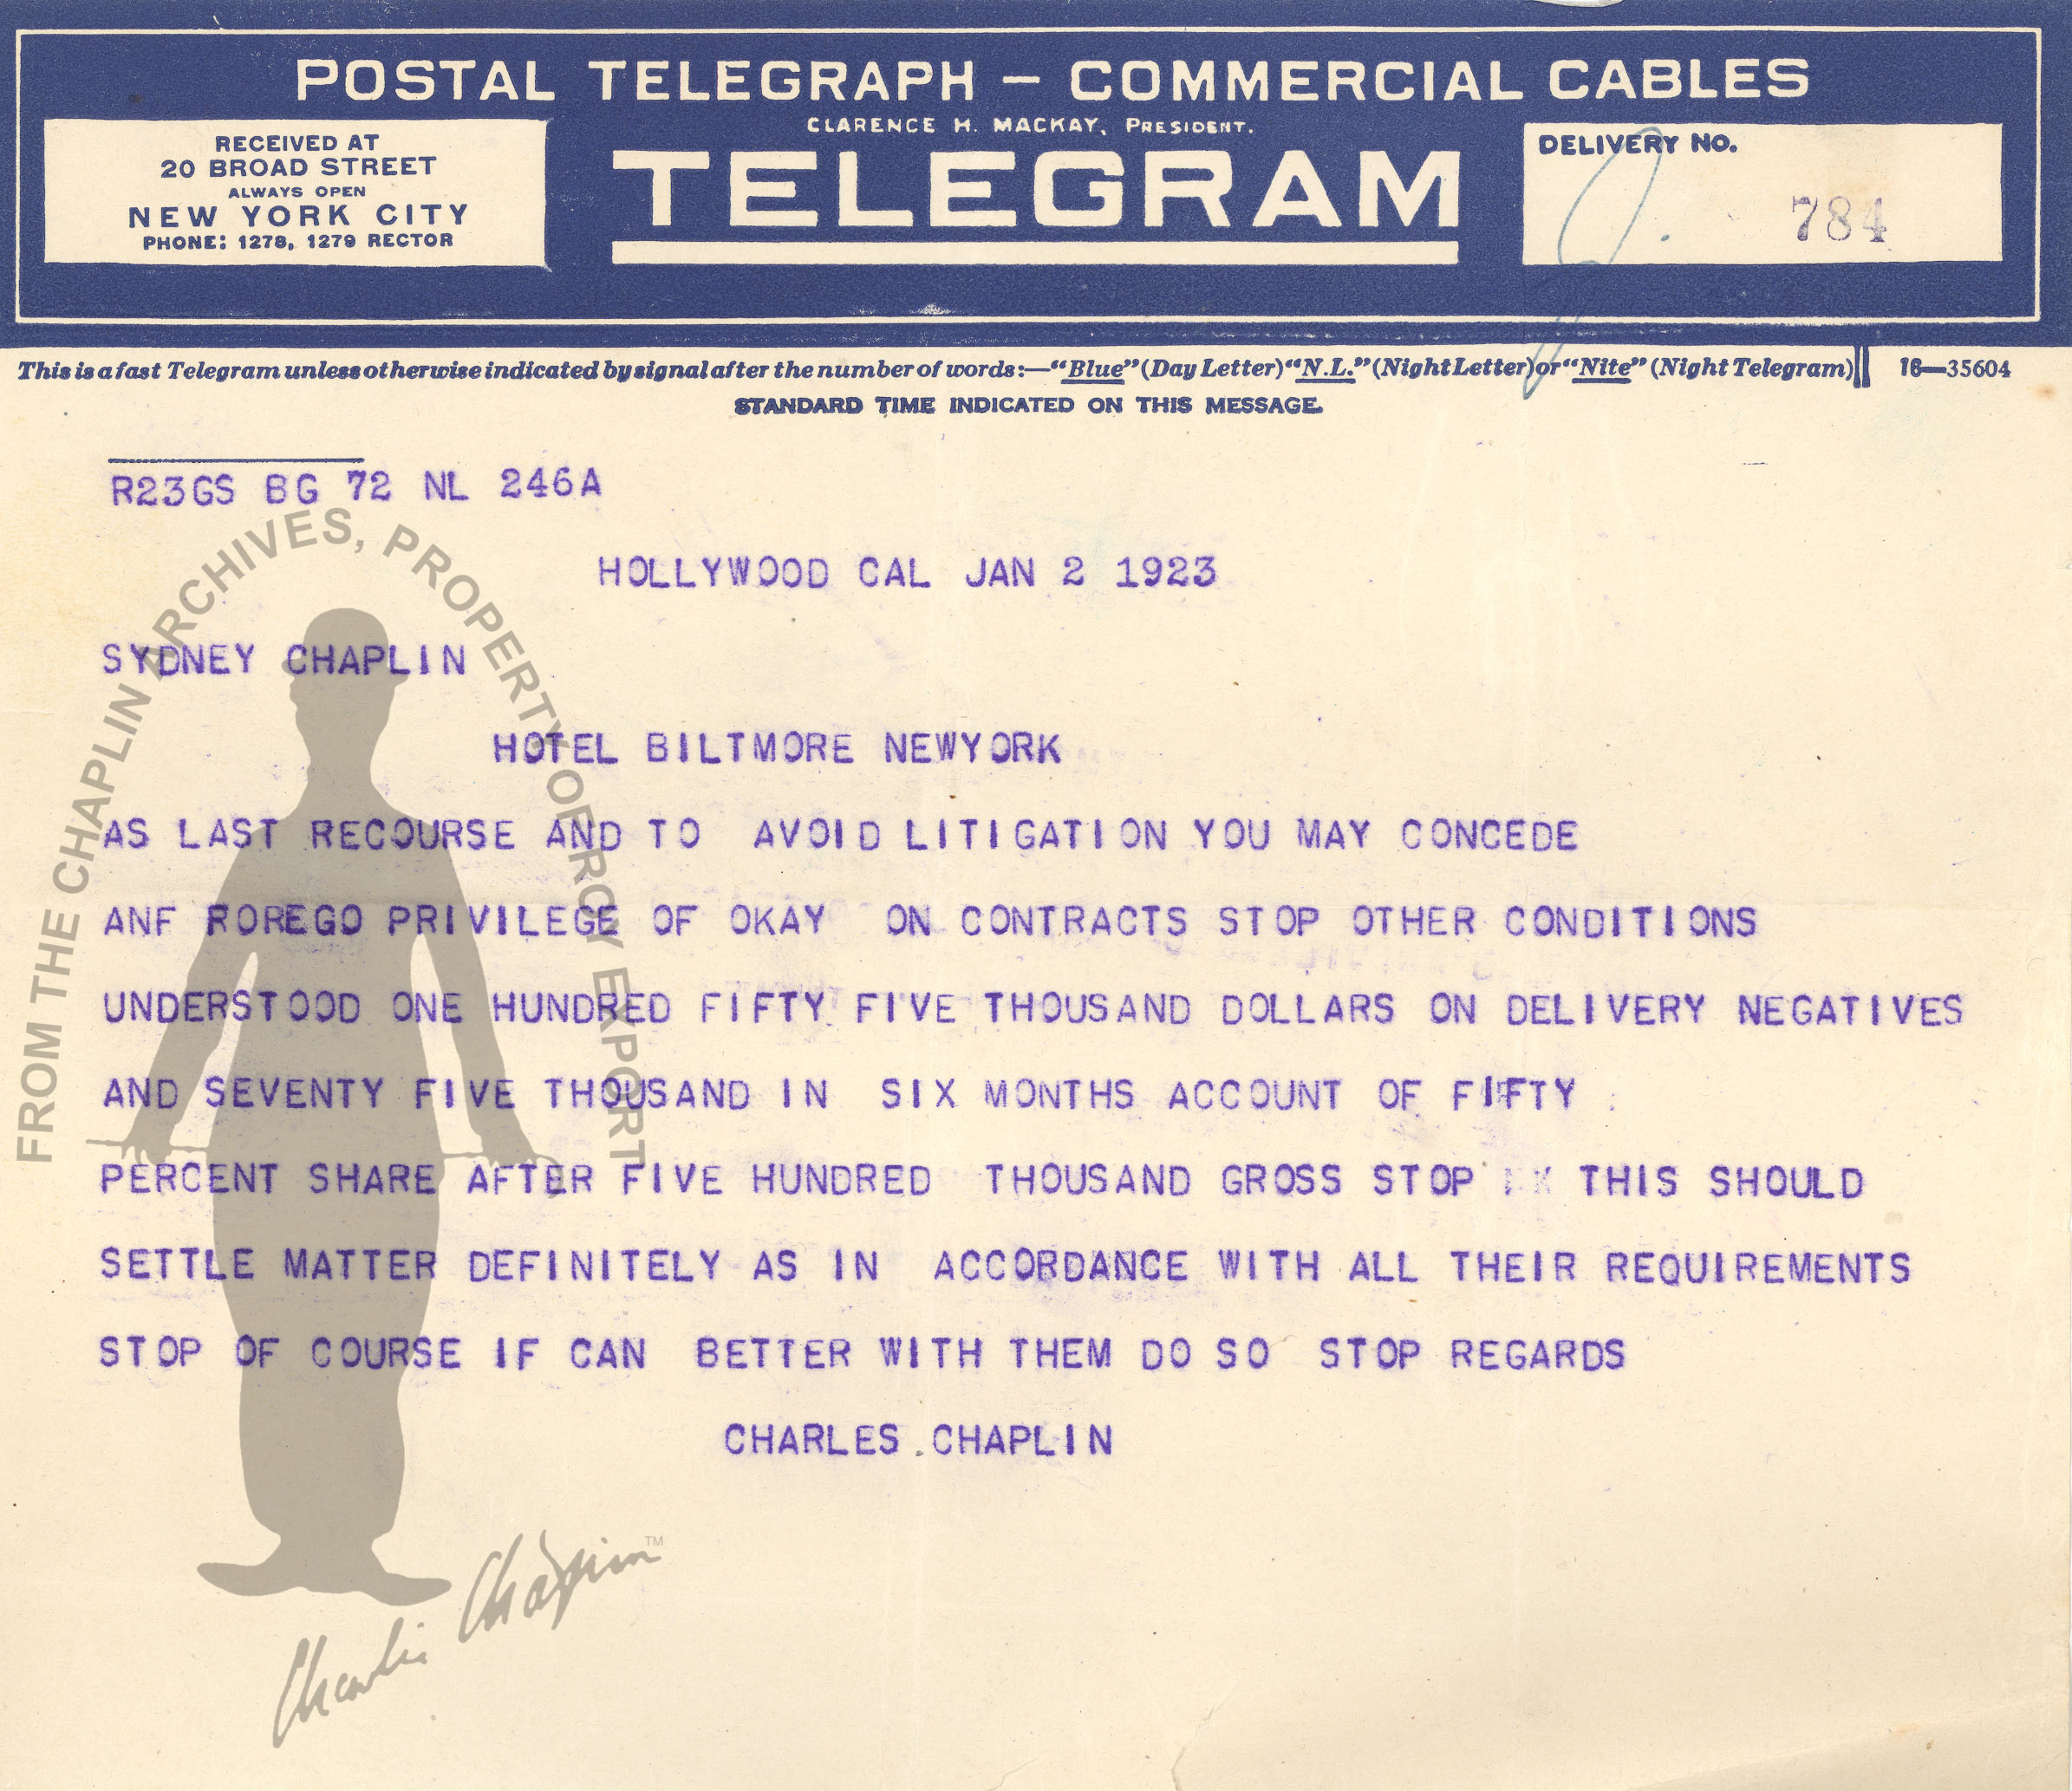 POSTAL TELEGRAPH – COMMERCIAL CABLES
CLARENCE H. MACKAY, PRESIDENT.
RECEIVED AT
20 BROAD STREET
ALWAYS OPEN
NEW YORK CITY
PHONE: 1278, 1279 RECTOR
TELEGRAM
DELIVERY NO.
784
This is a fast Telegram unless otherwise indicated by signal after the number of words:—"Blue" (Day Letter) "N.L." (Night Letter) or "Nite" (Night Telegram) 16—35604
STANDARD TIME INDICATED ON THIS MESSAGE.
R23GS BG 72 NL 246A
HOLLYWOOD CAL JAN 2 1923
SYDNEY CHAPLIN
HOTEL BILTMORE NEWYORK
AS LAST RECOURSE AND TO AVOID LITIGATION YOU MAY CONCEDE
ANF ROREGO PRIVILEGE OF OKAY ON CONTRACTS STOP OTHER CONDITIONS
UNDERSTOOD ONE HUNDRED FIFTY FIVE THOUSAND DOLLARS ON DELIVERY NEGATIVES
AND SEVENTY FIVE THOUSAND IN SIX MONTHS ACCOUNT OF FIFTY
PERCENT SHARE AFTER FIVE HUNDRED THOUSAND GROSS STOP THIS SHOULD
SETTLE MATTER DEFINITELY AS IN ACCORDANCE WITH ALL THEIR REQUIREMENTS
STOP OF COURSE IF CAN BETTER WITH THEM DO SO STOP REGARDS
CHARLES CHAPLIN
FROM THE CHAPLIN ARCHIVES, PROPERTY OF ROY EXPORT
Charlie Chaplin™